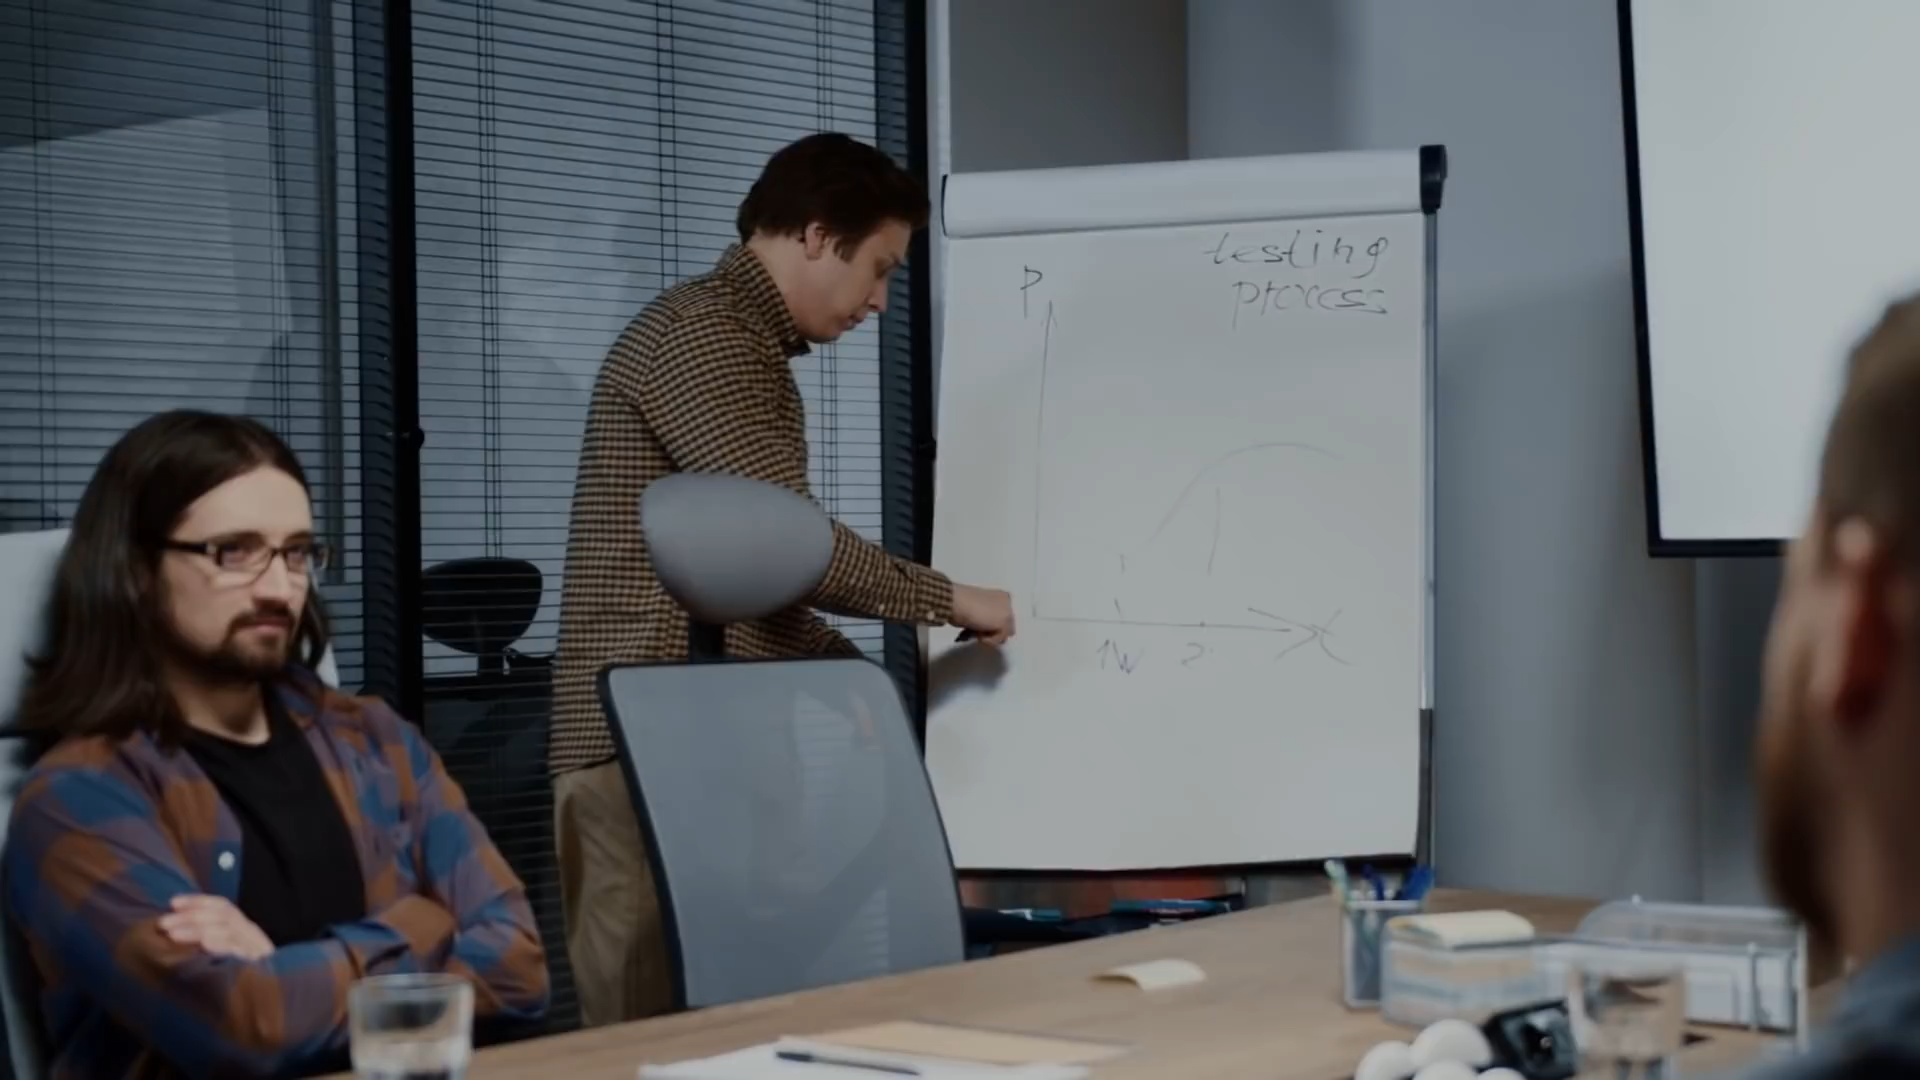 testing
process
P
1W 2
X